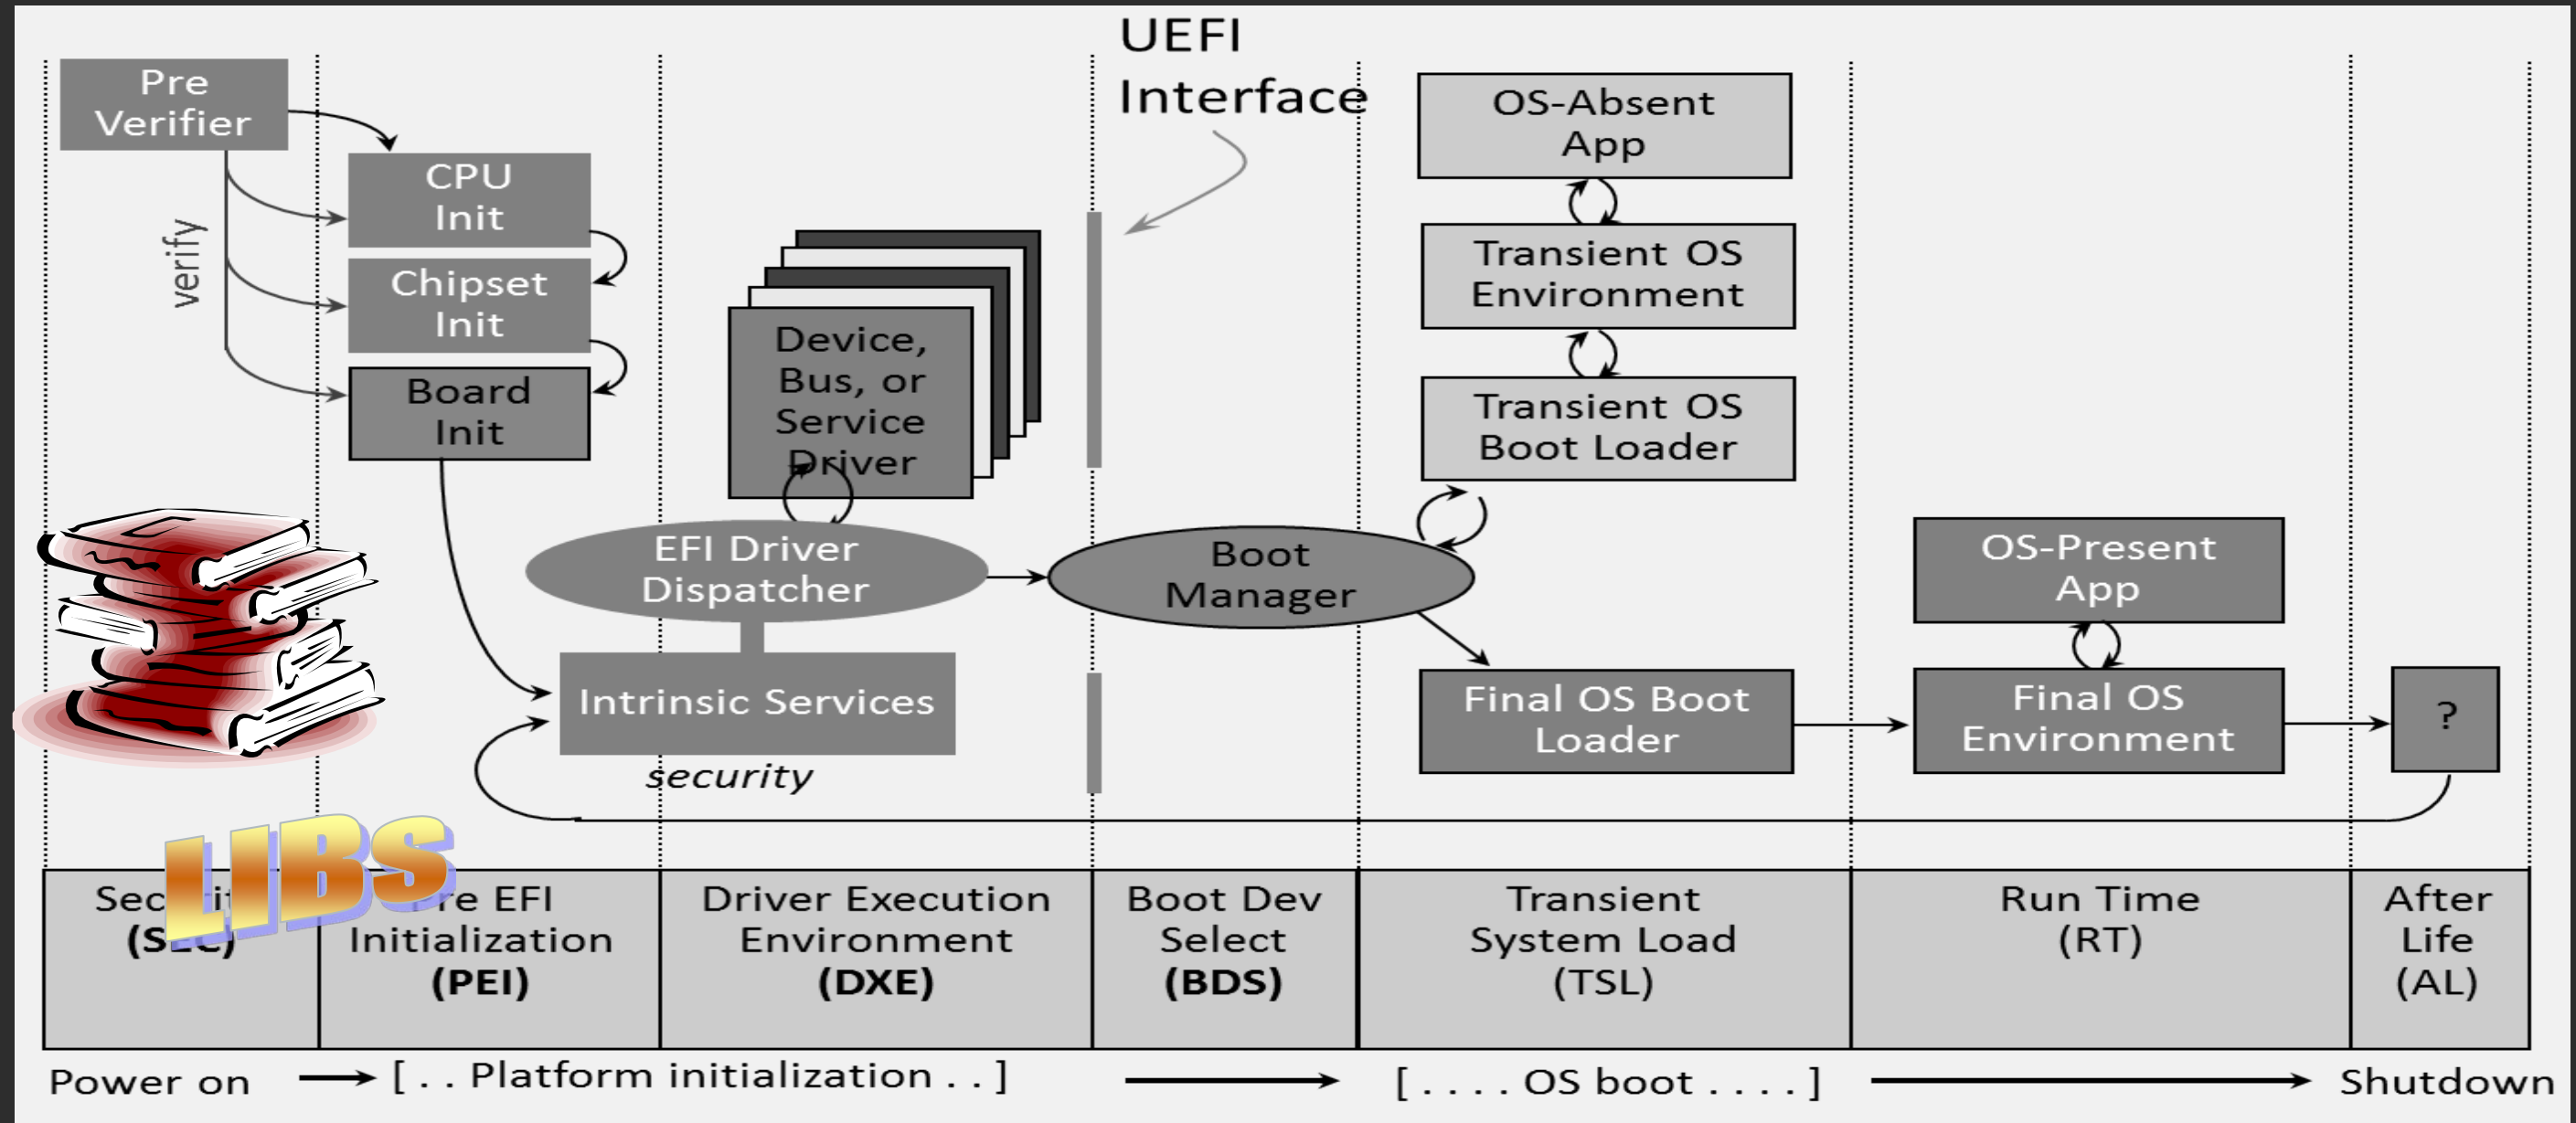 UEFI
Interface
Pre
Verifier
verify
CPU
Init
Chipset
Init
Board
Init
Device,
Bus, or
Service
Driver
EFI Driver
Dispatcher
Intrinsic Services
security
Boot
Manager
OS-Absent
App
Transient OS
Environment
Transient OS
Boot Loader
Final OS Boot
Loader
OS-Present
App
Final OS
Environment
?
LIBS
(SEC)
Pre EFI
Initialization
(PEI)
Driver Execution
Environment
(DXE)
Boot Dev
Select
(BDS)
Transient
System Load
(TSL)
Run Time
(RT)
After
Life
(AL)
Power on
[ . . Platform initialization . . ]
[ . . . . OS boot . . . . ]
Shutdown